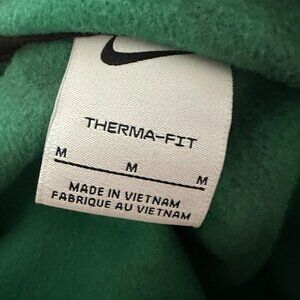 THERMA-FIT
M M M
MADE IN VIETNAM
FABRIQUE AU VIETNAM